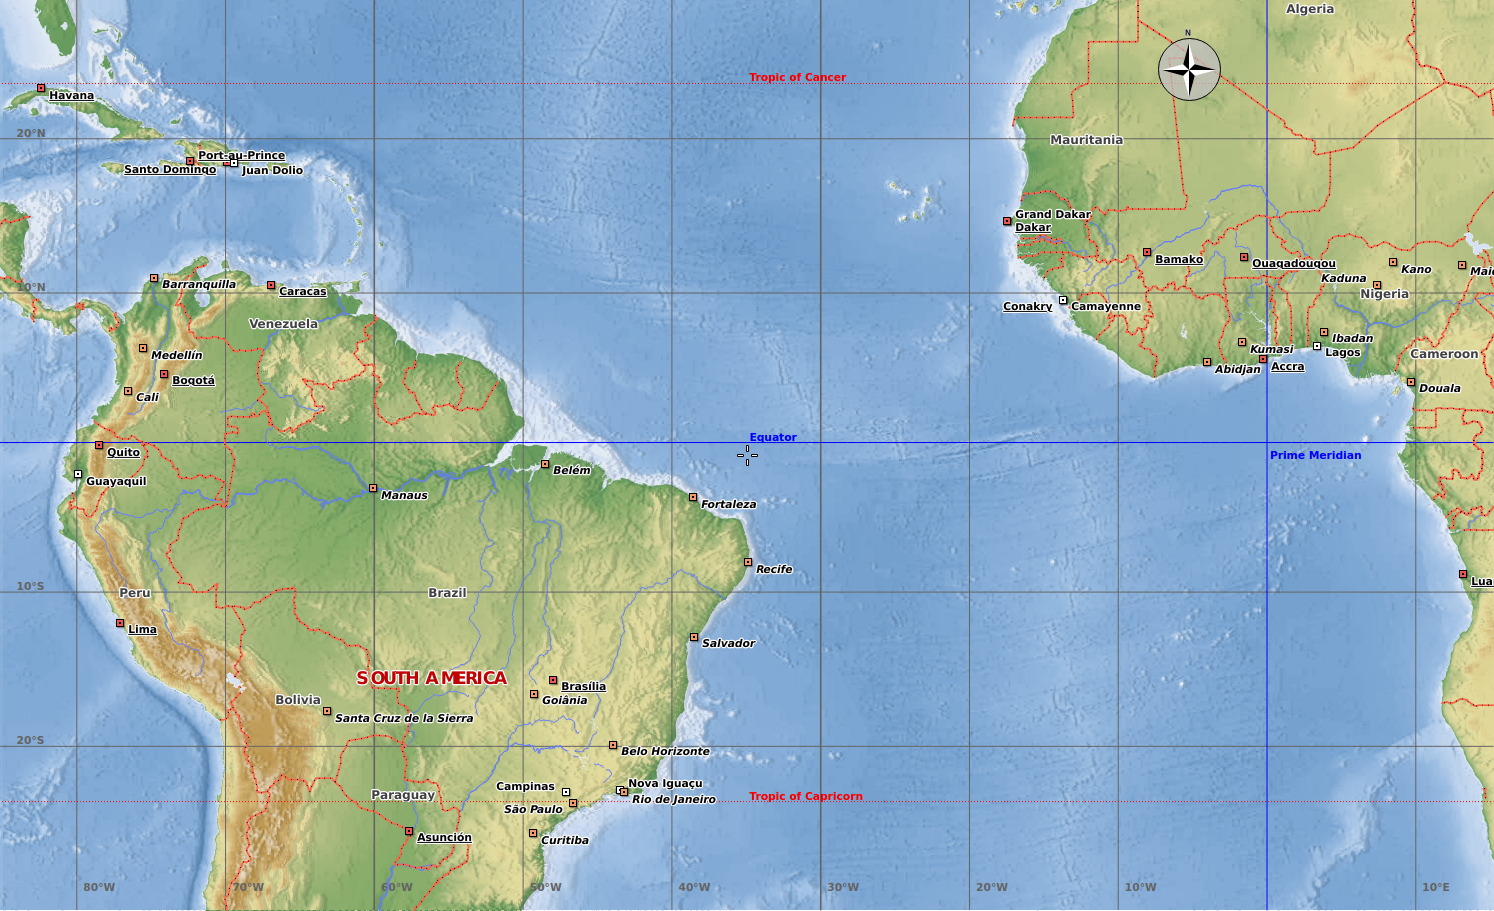 Algeria
N
Tropic of Cancer
Havana
20°N
Mauritania
Port-au-Prince
Santo Domingo
Juan Dolio
Grand Dakar
Dakar
Bamako
Ouagadougou
Kano
Kaduna
Barranquilla
10°N
Caracas
Nigeria
Conakry
Camayenne
Venezuela
Ibadan
Kumasi
Lagos
Medellín
Cameroon
Abidjan
Accra
Bogotá
Douala
Cali
Equator
Quito
Prime Meridian
Belém
Guayaquil
Manaus
Fortaleza
Recife
10°S
Peru
Brazil
Lima
Salvador
SOUTH AMERICA
Brasília
Bolivia
Goiânia
Santa Cruz de la Sierra
20°S
Belo Horizonte
Campinas
Nova Iguaçu
Paraguay
Rio de Janeiro
Tropic of Capricorn
São Paulo
Asunción
Curitiba
80°W
70°W
60°W
50°W
40°W
30°W
20°W
10°W
10°E